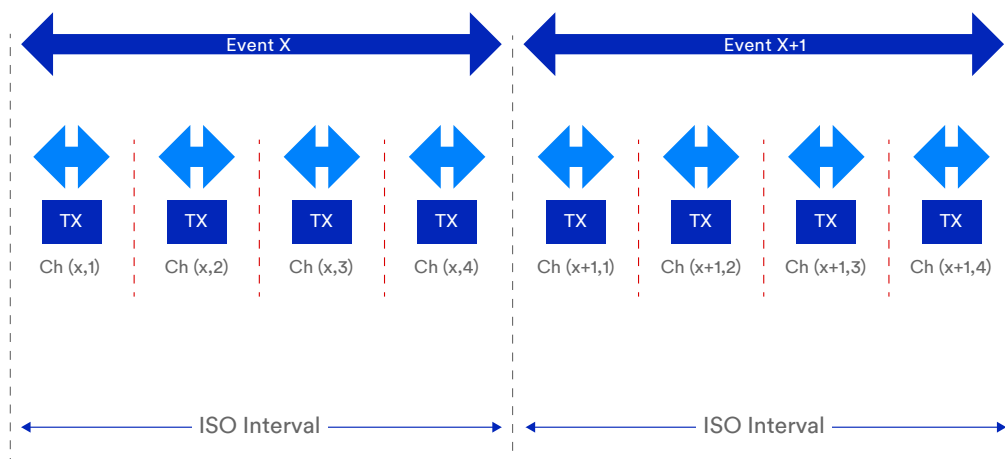 Event X
Event X+1
TX
TX
TX
TX
TX
TX
TX
TX
Ch (x,1)
Ch (x,2)
Ch (x,3)
Ch (x,4)
Ch (x+1,1)
Ch (x+1,2)
Ch (x+1,3)
Ch (x+1,4)
ISO Interval
ISO Interval